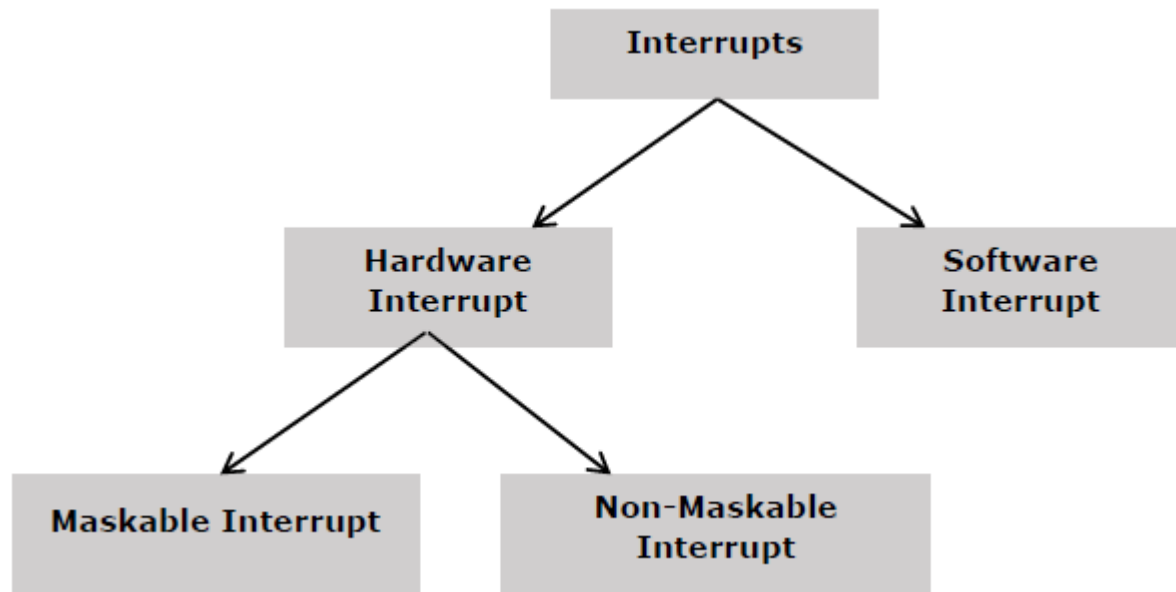 Interrupts
Hardware
Interrupt
Software
Interrupt
Maskable Interrupt
Non-Maskable
Interrupt